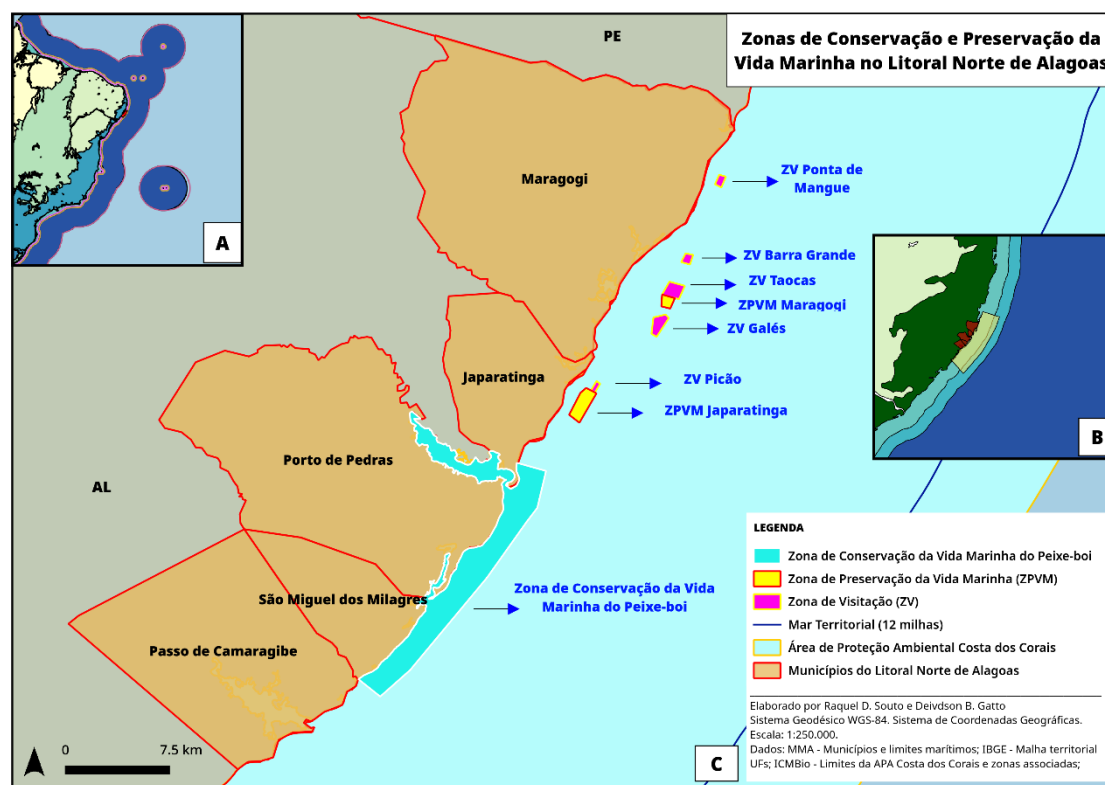 Zonas de Conservação e Preservação da
Vida Marinha no Litoral Norte de Alagoas
PE
A
Maragogi
ZV Ponta de
Mangue
ZV Barra Grande
ZV Taocas
ZPVM Maragogi
ZV Galés
Japaratinga
ZV Picão
ZPVM Japaratinga
B
Porto de Pedras
AL
Zona de Conservação da Vida
Marinha do Peixe-boi
São Miguel dos Milagres
Passo de Camaragibe
LEGENDA
Zona de Conservação da Vida Marinha do Peixe-boi
Zona de Preservação da Vida Marinha (ZPVM)
Zona de Visitação (ZV)
Mar Territorial (12 milhas)
Área de Proteção Ambiental Costa dos Corais
Municípios do Litoral Norte de Alagoas
Elaborado por Raquel D. Souto e Deivdson B. Gatto
Sistema Geodésico WGS-84. Sistema de Coordenadas Geográficas.
Escala: 1:250.000.
Dados: MMA - Municípios e limites marítimos; IBGE - Malha territorial
UFs; ICMBio - Limites da APA Costa dos Corais e zonas associadas;
0 7.5 km
C